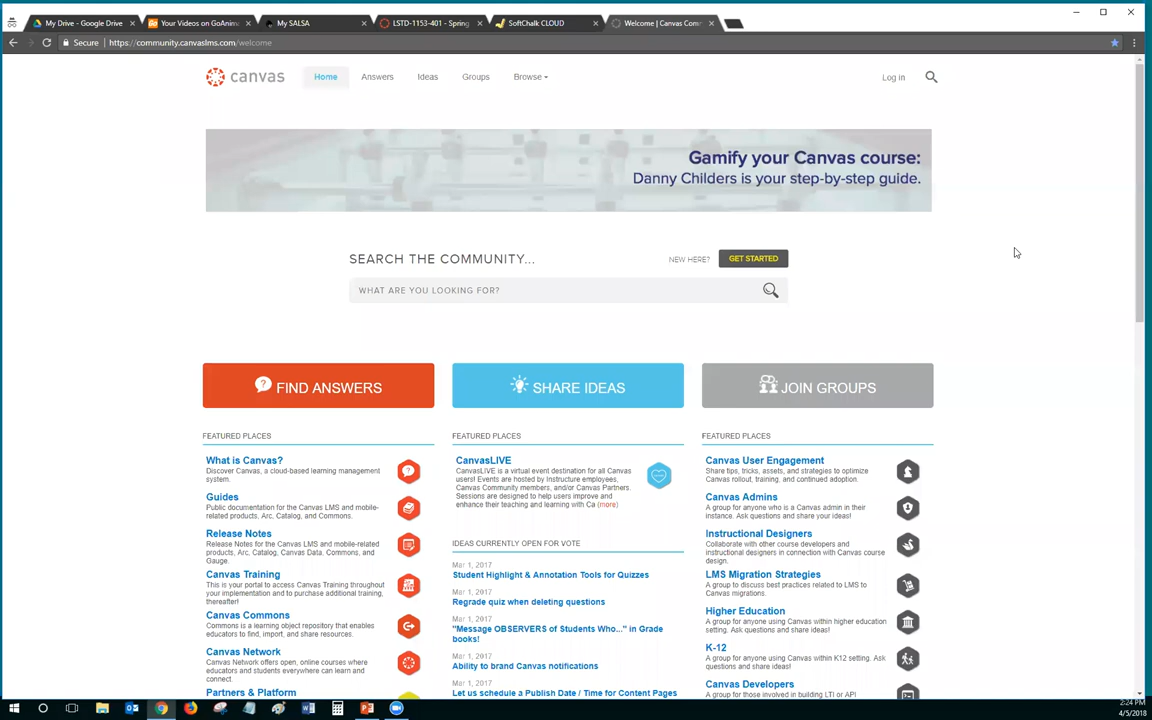 My Drive - Google Drive
Your Videos on GoAnim
My SALSA
LSTD-1153-401 - Spring
SoftChalk CLOUD
Welcome | Canvas Com
Secure
https://community.canvaslms.com/welcome
canvas
Home
Answers
Ideas
Groups
Browse
Log in
Gamify your Canvas course:
Danny Childers is your step-by-step guide.
SEARCH THE COMMUNITY...
NEW HERE?
GET STARTED
WHAT ARE YOU LOOKING FOR?
FIND ANSWERS
SHARE IDEAS
JOIN GROUPS
FEATURED PLACES
What is Canvas?
Discover Canvas, a cloud-based learning management
system.
Guides
Public documentation for the Canvas LMS and mobile-
related products, Arc, Catalog, and Commons.
Release Notes
Release Notes for the Canvas LMS and mobile-related
products, Arc, Catalog, Canvas Data, Commons, and
Gauge.
Canvas Training
This is your portal to access Canvas Training throughout
your implementation and to purchase additional training,
thereafter!
Canvas Commons
Commons is a learning object repository that enables
educators to find, import, and share resources.
Canvas Network
Canvas Network offers open, online courses where
educators and students everywhere can learn and
connect.
Partners & Platform
FEATURED PLACES
CanvasLIVE
CanvasLIVE is a virtual event destination for all Canvas
users! Events are hosted by Instructure employees,
Canvas Community members, and/or Canvas Partners.
Sessions are designed to help users improve and
enhance their teaching and learning with Ca (more)
IDEAS CURRENTLY OPEN FOR VOTE
Mar 1, 2017
Student Highlight & Annotation Tools for Quizzes
Mar 1, 2017
Regrade quiz when deleting questions
Mar 1, 2017
"Message OBSERVERS of Students Who..." in Grade
books!
Mar 1, 2017
Ability to brand Canvas notifications
Mar 1, 2017
Let us schedule a Publish Date / Time for Content Pages
FEATURED PLACES
Canvas User Engagement
Share tips, tricks, assets, and strategies to optimize
Canvas rollout, training, and continued adoption.
Canvas Admins
A group for anyone who is a Canvas admin in their
instance. Ask questions and share your ideas!
Instructional Designers
Collaborate with other course developers and
instructional designers in connection with Canvas course
design.
LMS Migration Strategies
A group to discuss best practices related to LMS to
Canvas migrations.
Higher Education
A group for anyone using Canvas within higher education
setting. Ask questions and share ideas!
K-12
A group for anyone using Canvas within K12 setting. Ask
questions and share ideas!
Canvas Developers
A group for those involved in building LTI or API
2:24 PM
4/5/2018